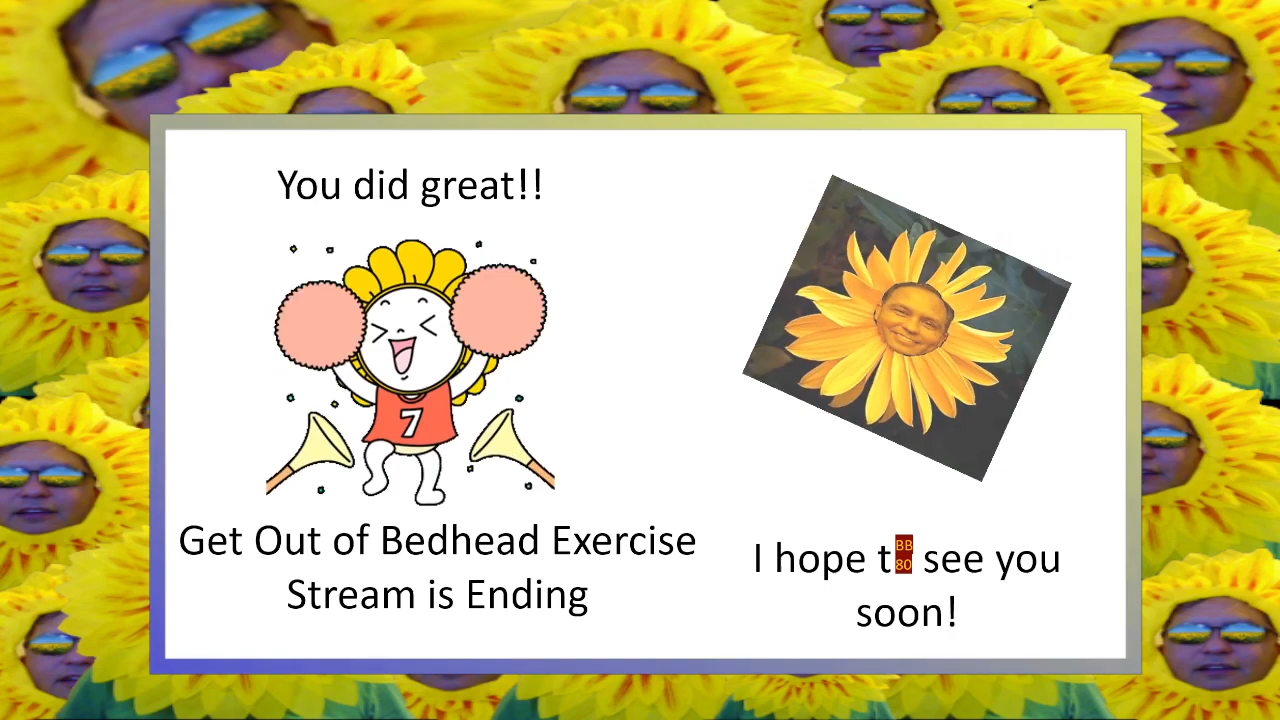 You did great!!
7
Get Out of Bedhead Exercise
Stream is Ending
I hope t see you
soon!